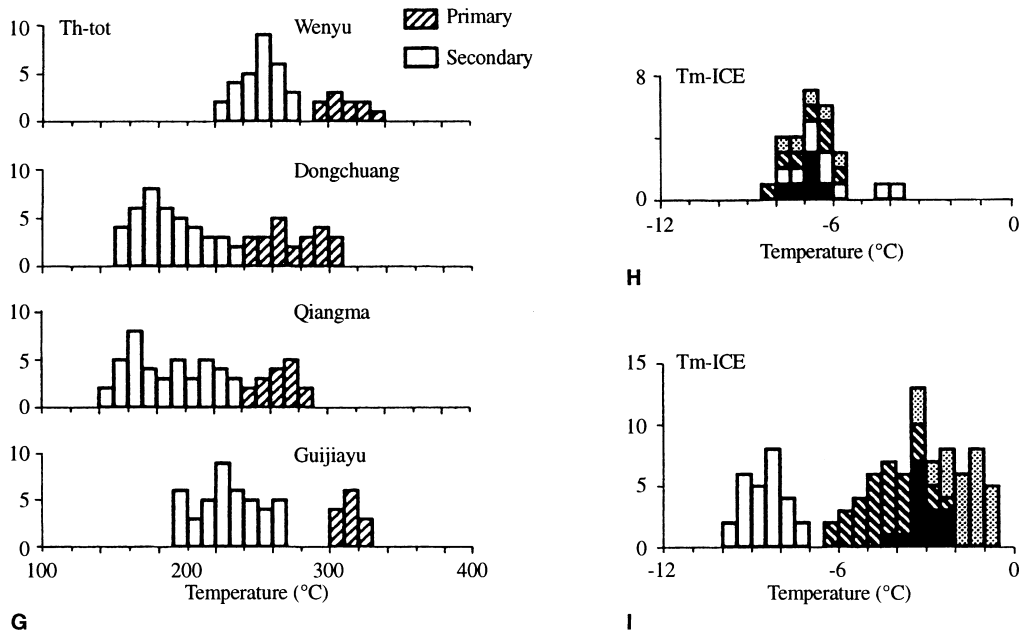 Th-tot
Wenyu
Primary
Secondary
10
5
0
Dongchuang
10
5
0
Qiangma
10
5
0
Guijiayu
10
5
0
100
200
300
400
Temperature (°C)
G
8
Tm-ICE
0
-12
-6
0
Temperature (°C)
H
15
Tm-ICE
10
5
0
-12
-6
0
Temperature (°C)
I